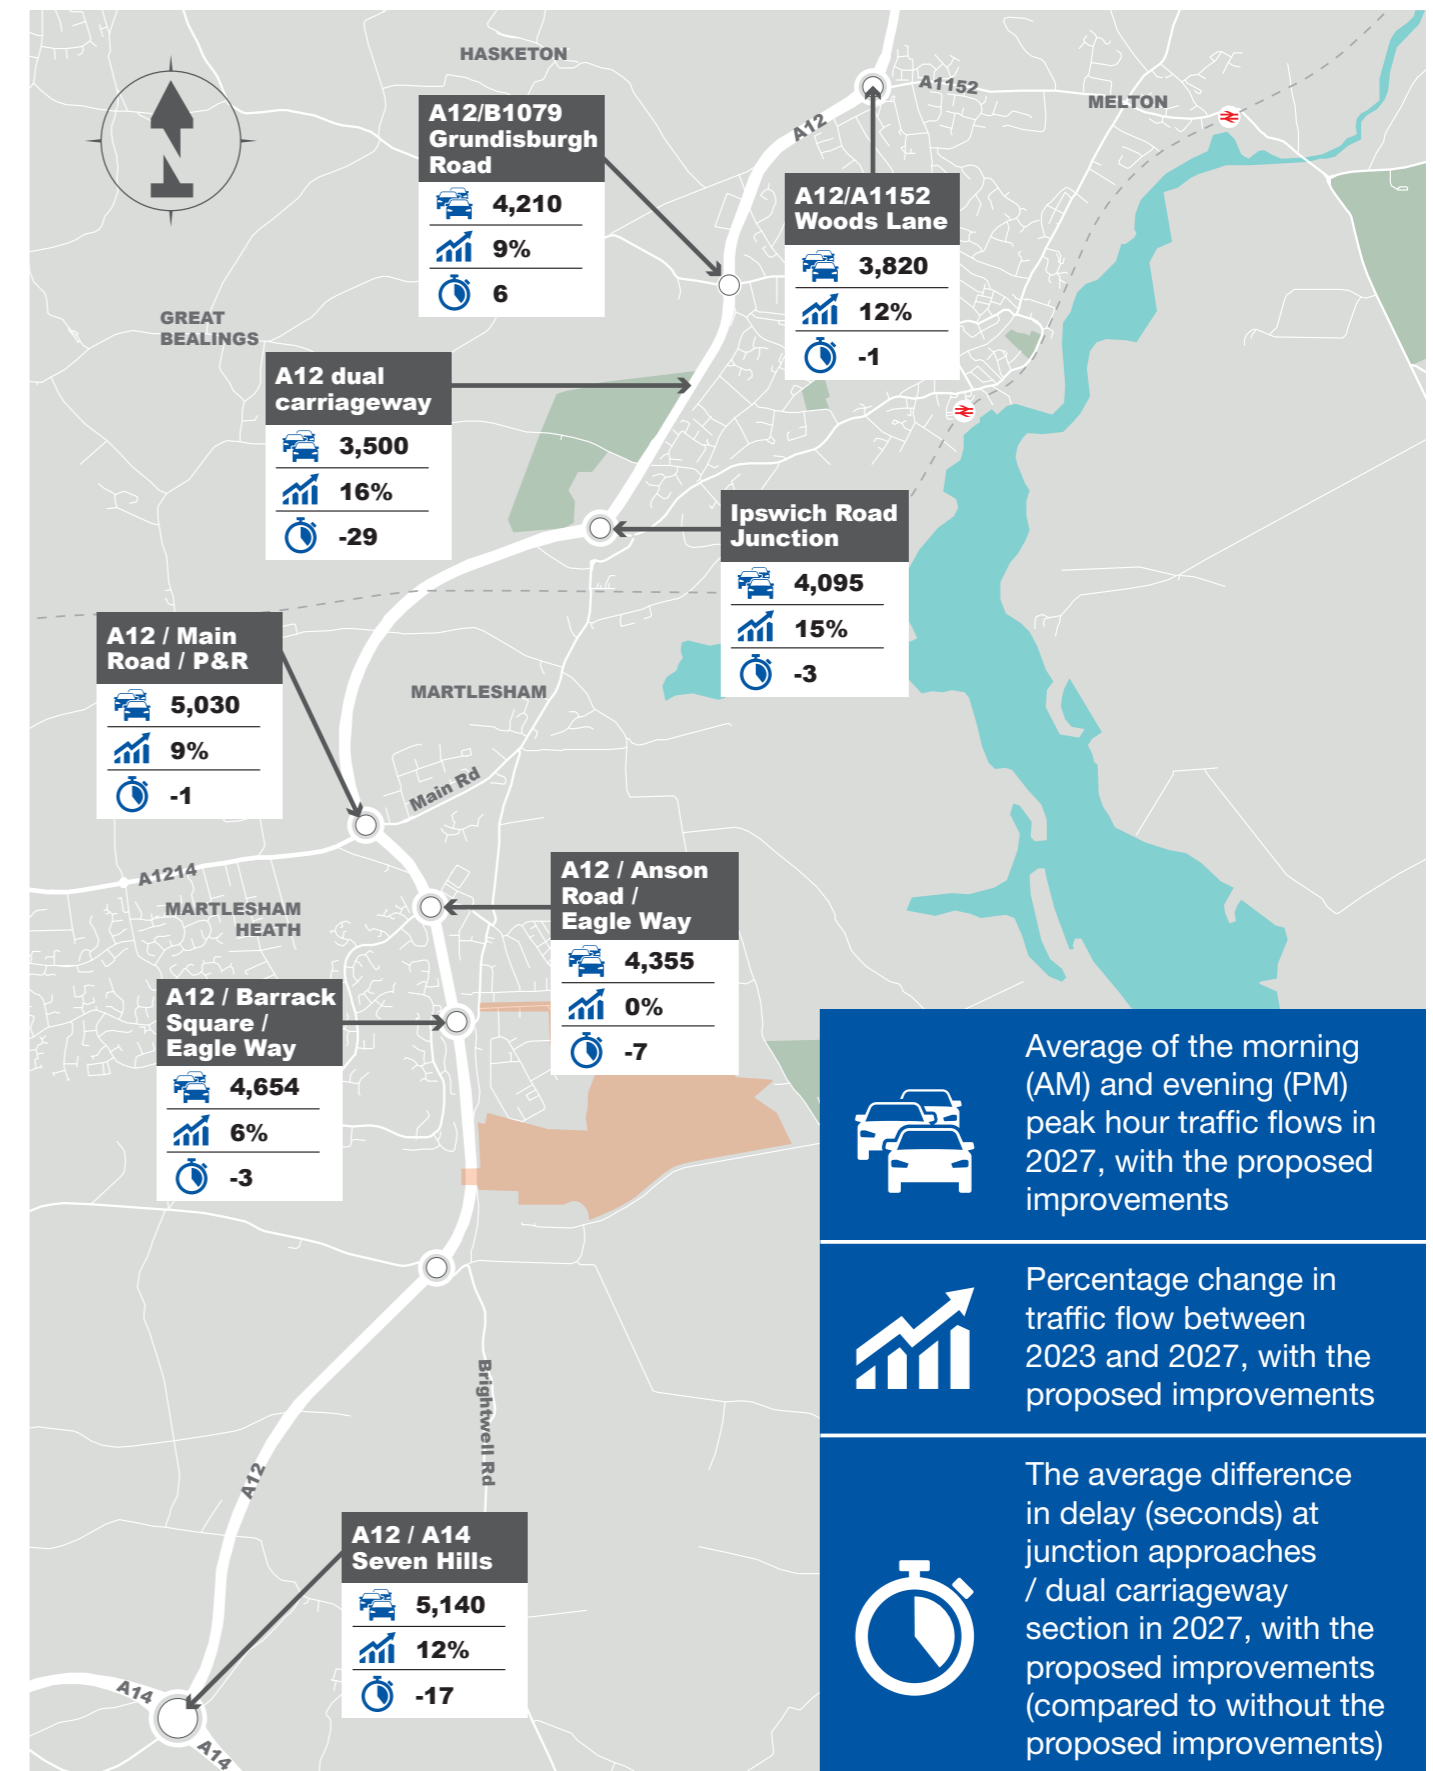 HASKETON
A1152
MELTON
A12
A12/B1079
Grundisburgh
Road
4,210
9%
6
A12/A1152
Woods Lane
3,820
12%
-1
GREAT
BEALINGS
A12 dual
carriageway
3,500
16%
-29
Ipswich Road
Junction
4,095
15%
-3
A12 / Main
Road / P&R
5,030
9%
-1
MARTLESHAM
Main Rd
A1214
MARTLESHAM
HEATH
A12 / Anson
Road /
Eagle Way
4,355
0%
-7
A12 / Barrack
Square /
Eagle Way
4,654
6%
-3
Brightwell Rd
A12
A12 / A14
Seven Hills
5,140
12%
-17
A14
A14
Average of the morning
(AM) and evening (PM)
peak hour traffic flows in
2027, with the proposed
improvements
Percentage change in
traffic flow between
2023 and 2027, with the
proposed improvements
The average difference
in delay (seconds) at
junction approaches
/ dual carriageway
section in 2027, with the
proposed improvements
(compared to without the
proposed improvements)